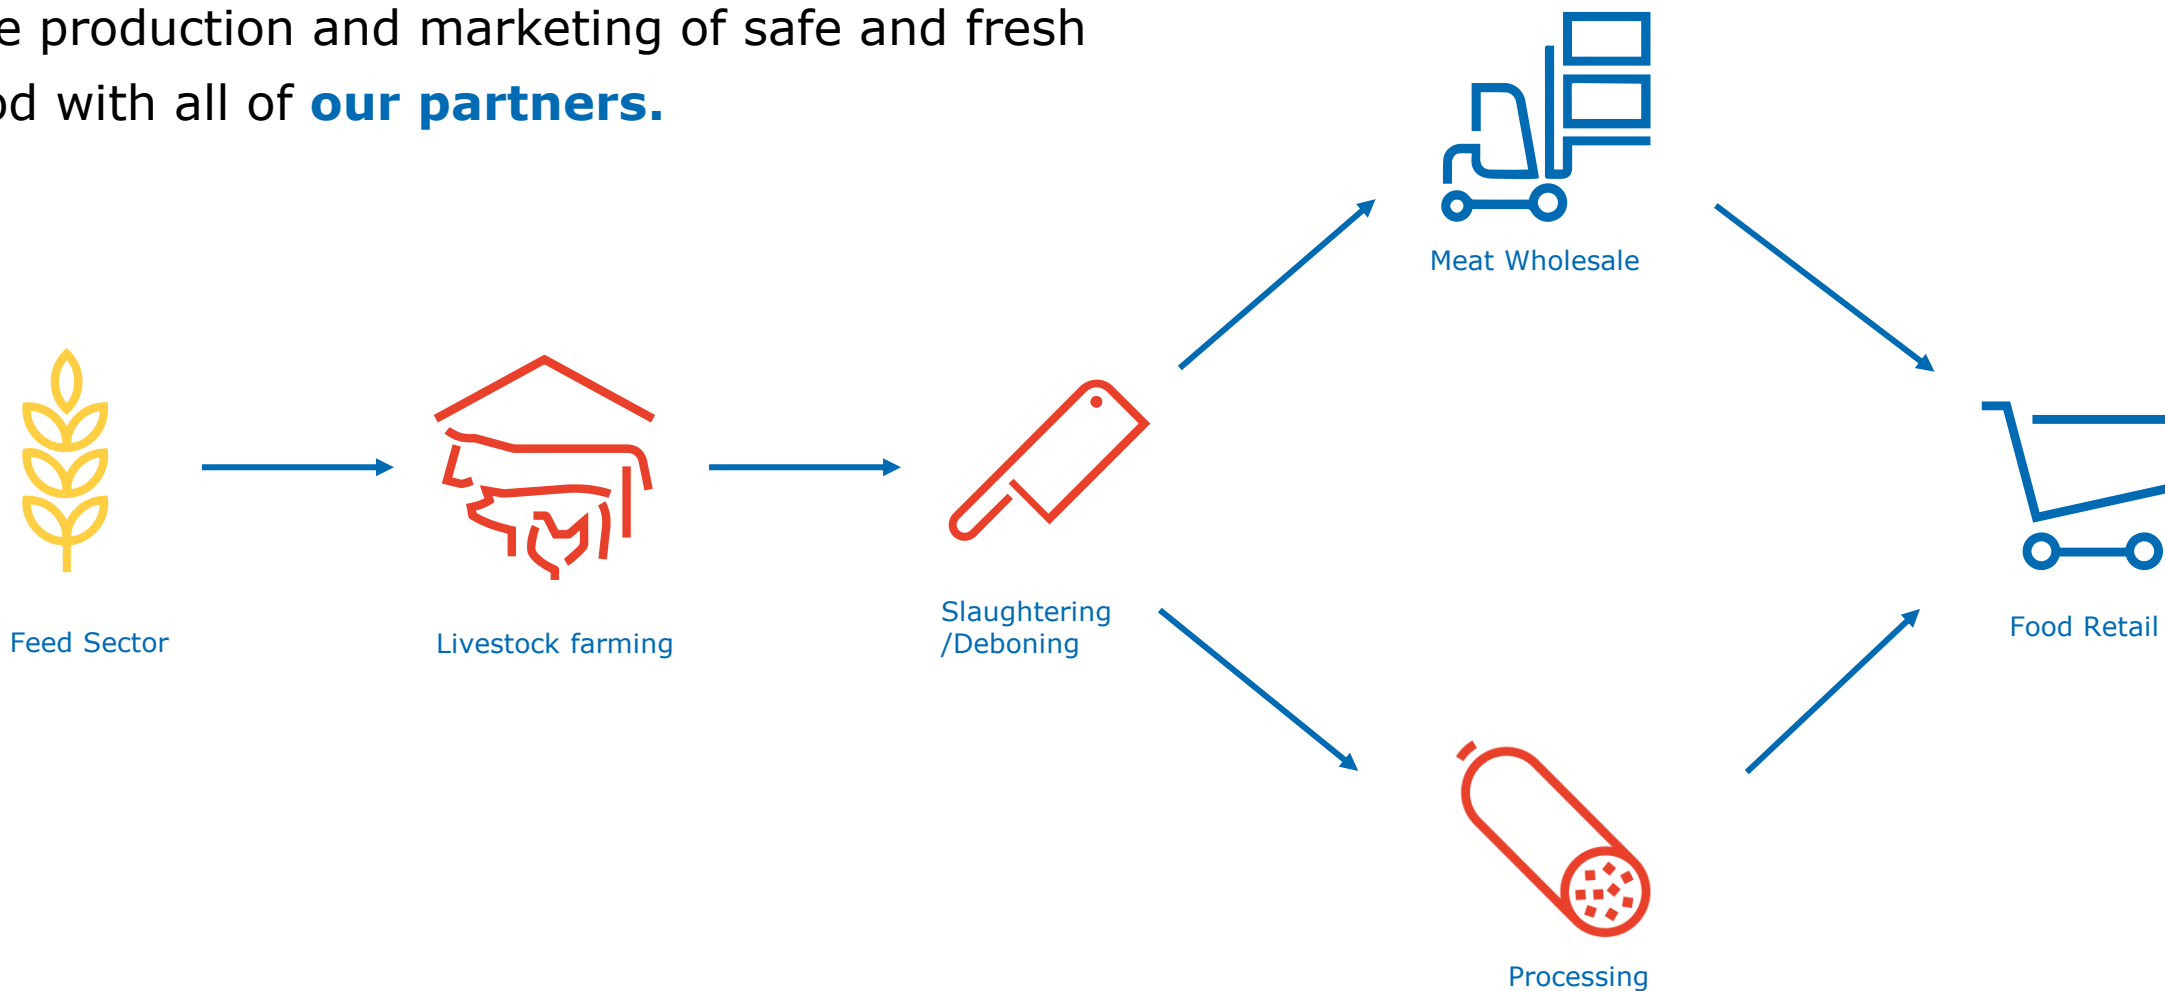 e production and marketing of safe and fresh
od with all of our partners.
Meat Wholesale
Feed Sector
Livestock farming
Slaughtering
/Deboning
Food Retail
Processing